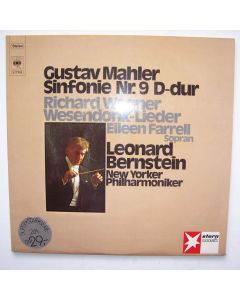 Gustav Mahler
Sinfonie Nr. 9 D-dur
Richard Wagner
Wesendonk-Lieder
Eileen Farrell
Sopran
Leonard
Bernstein
New Yorker
Philharmoniker
29,-
stern